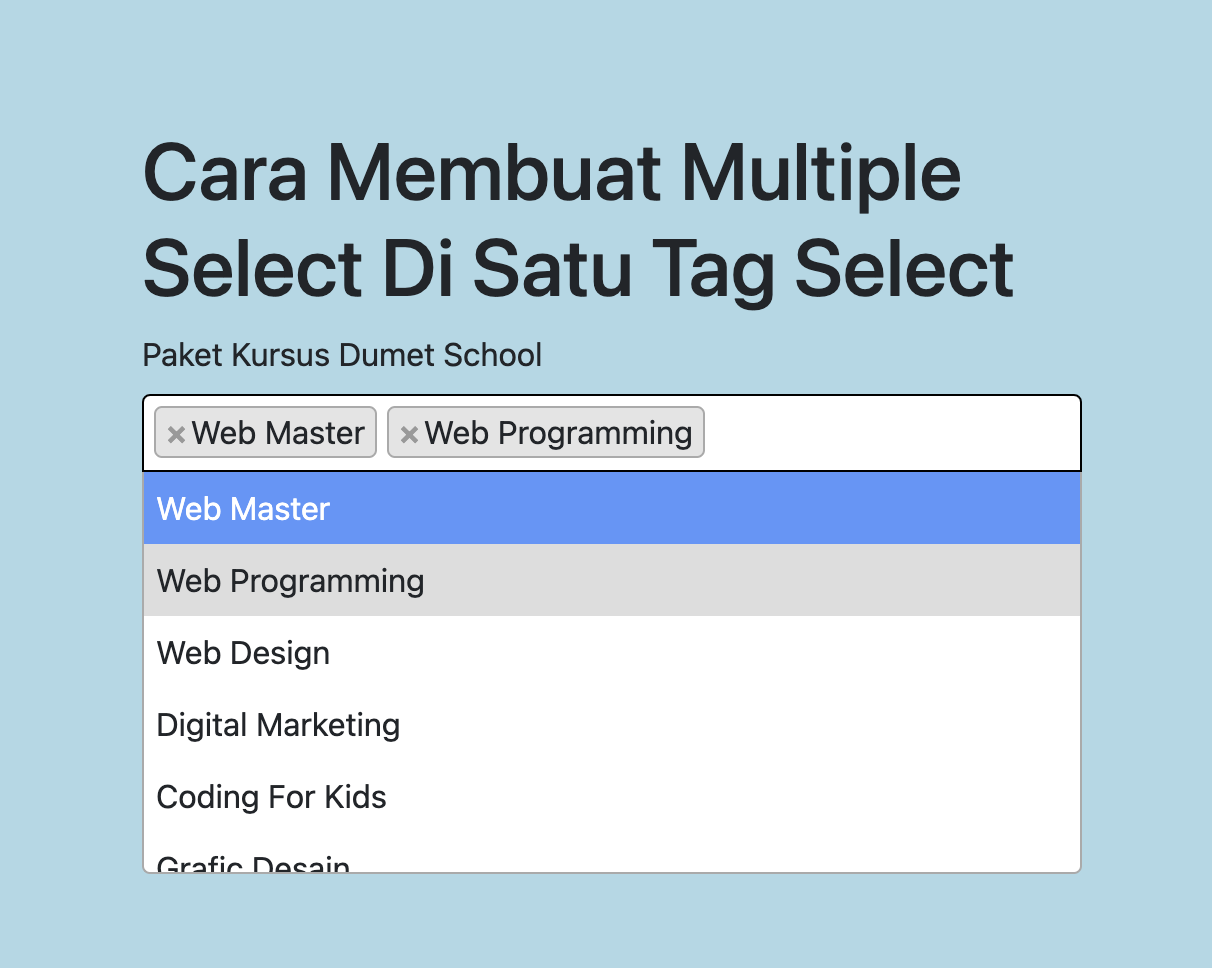 Cara Membuat Multiple
Select Di Satu Tag Select
Paket Kursus Dumet School
×Web Master ×Web Programming
Web Master
Web Programming
Web Design
Digital Marketing
Coding For Kids
Grafic Desain